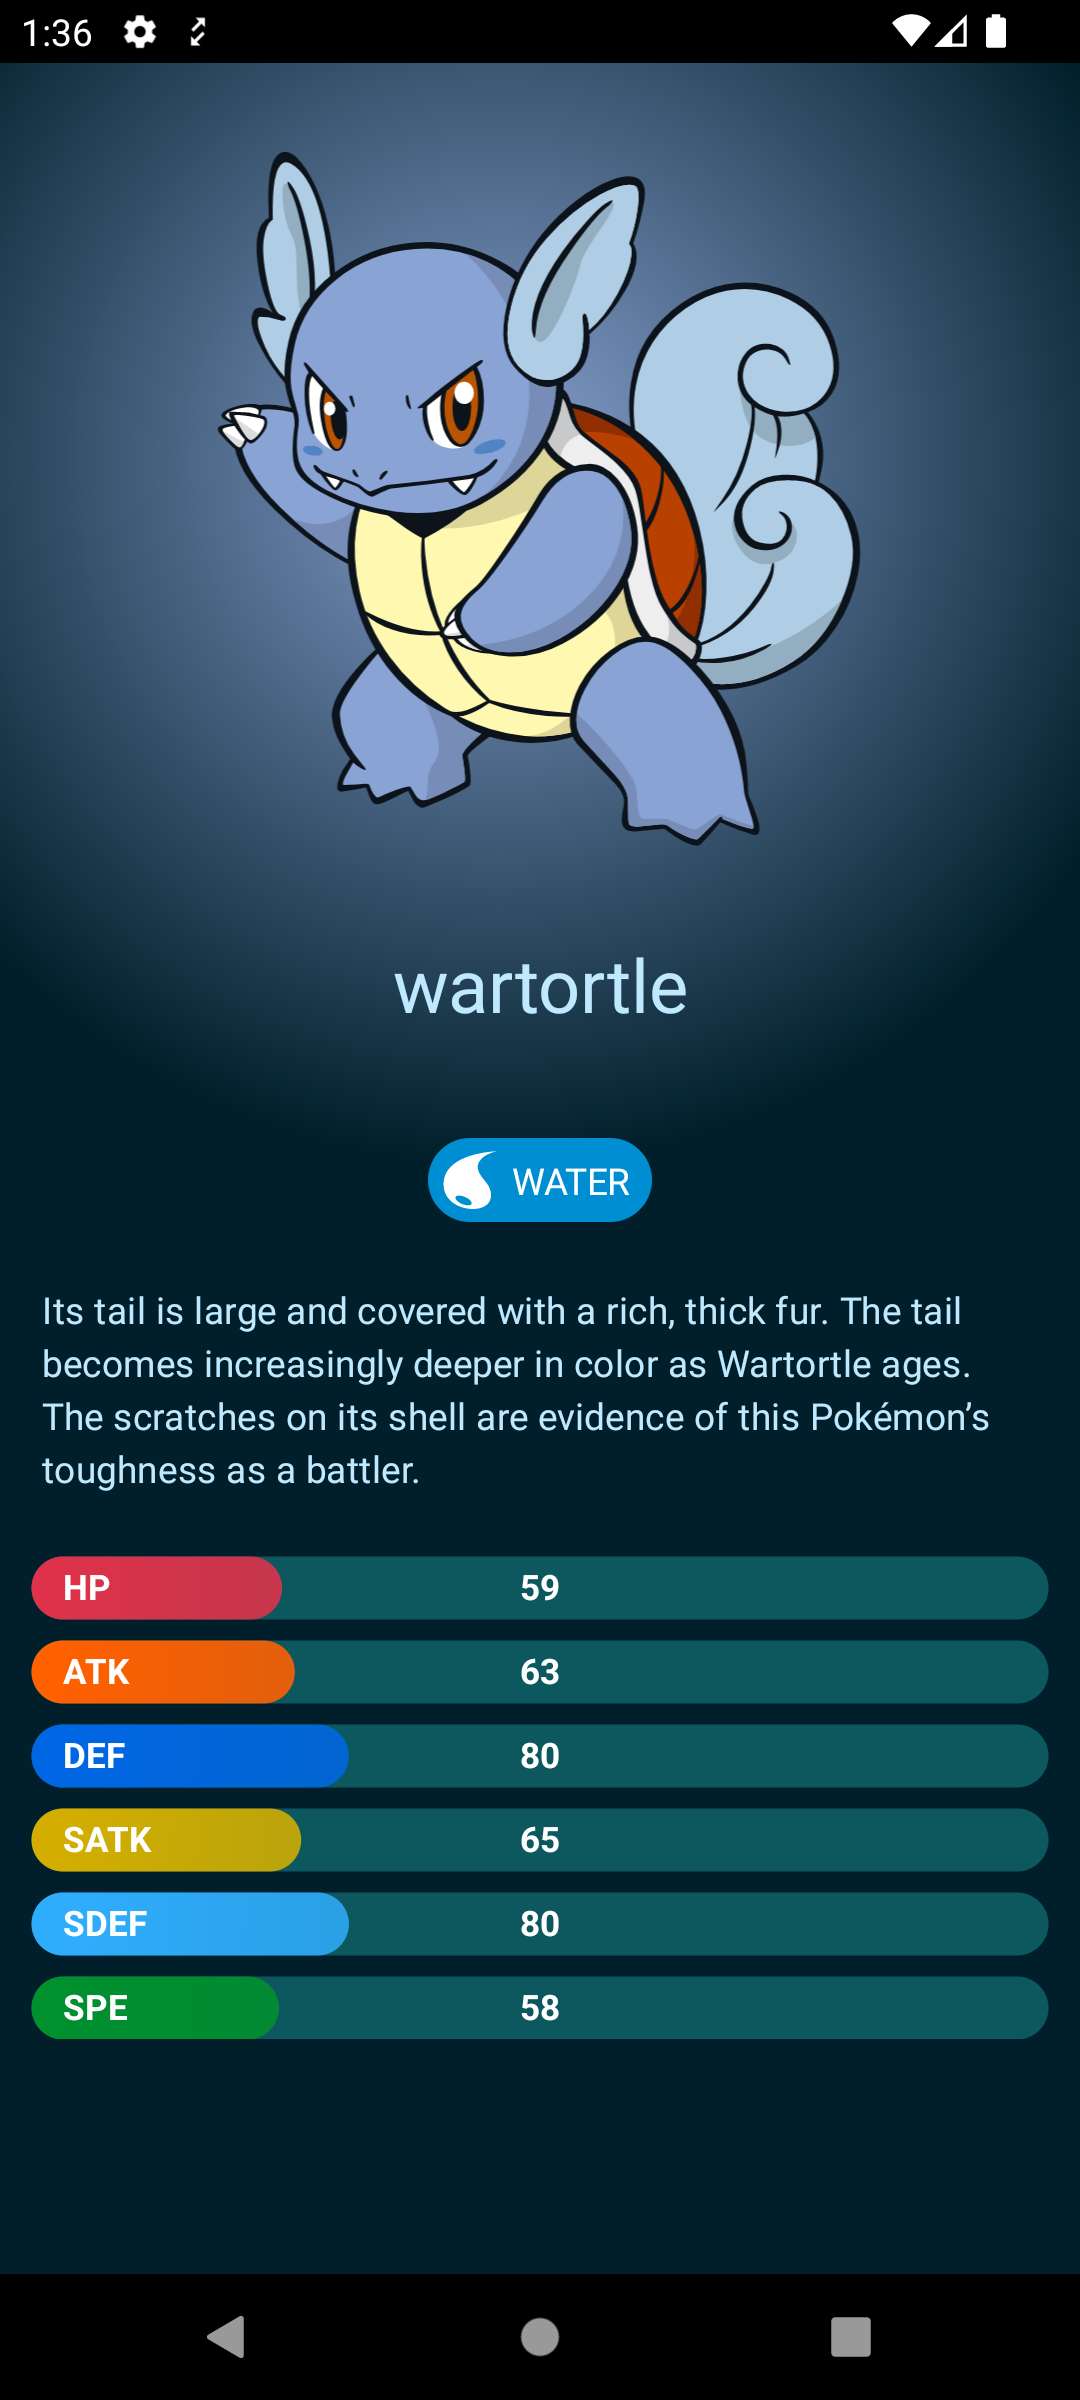 1:36
wartortle
WATER
Its tail is large and covered with a rich, thick fur. The tail
becomes increasingly deeper in color as Wartortle ages.
The scratches on its shell are evidence of this Pokémon’s
toughness as a battler.
HP 59
ATK 63
DEF 80
SATK 65
SDEF 80
SPE 58